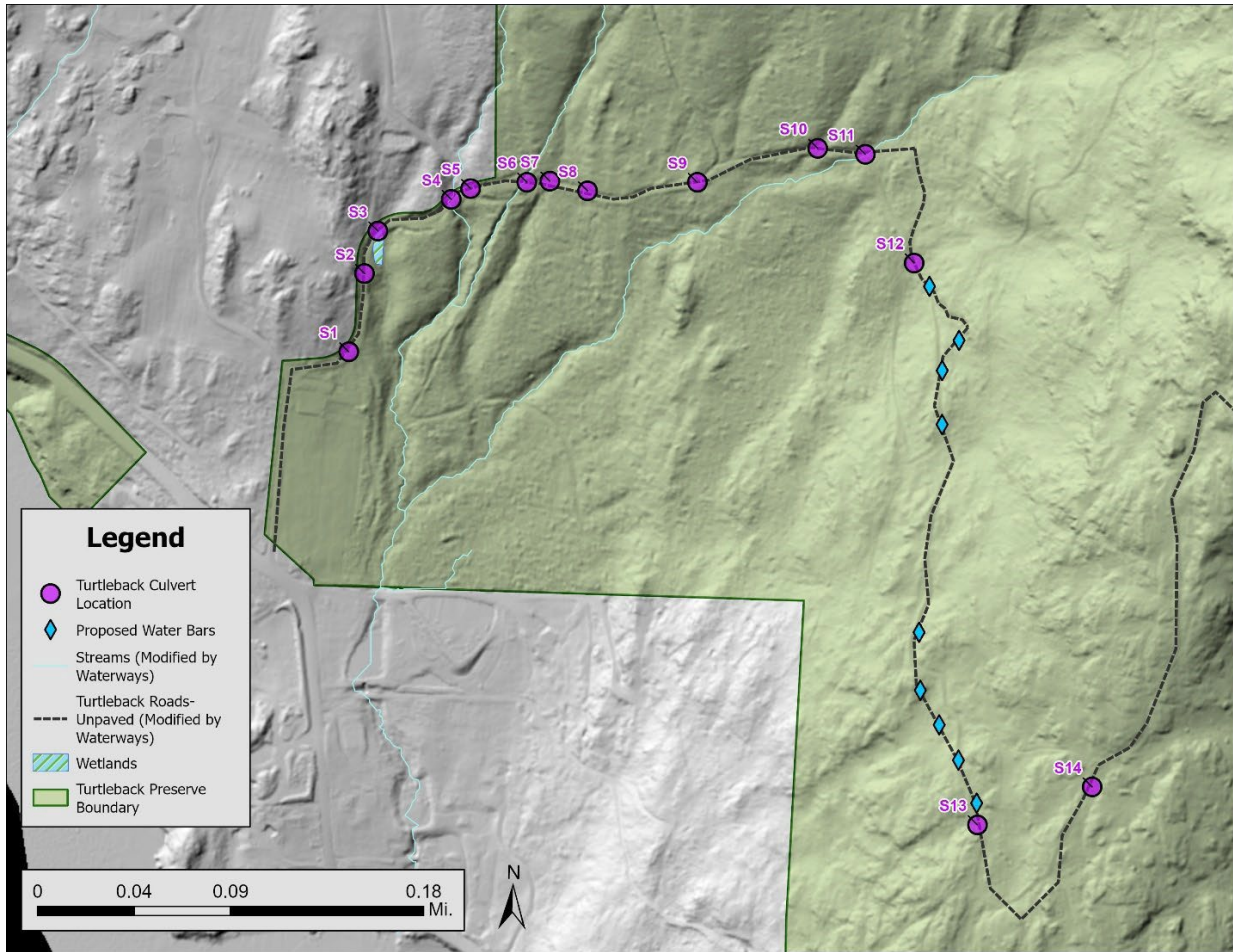 S10
S11
S5
S6
S7
S8
S9
S4
S3
S12
S2
S1
Legend
Turtleback Culvert
Location
Proposed Water Bars
Streams (Modified by
Waterways)
Turtleback Roads-
Unpaved (Modified by
Waterways)
Wetlands
Turtleback Preserve
Boundary
S14
S13
N
0 0.04 0.09 0.18
Mi.